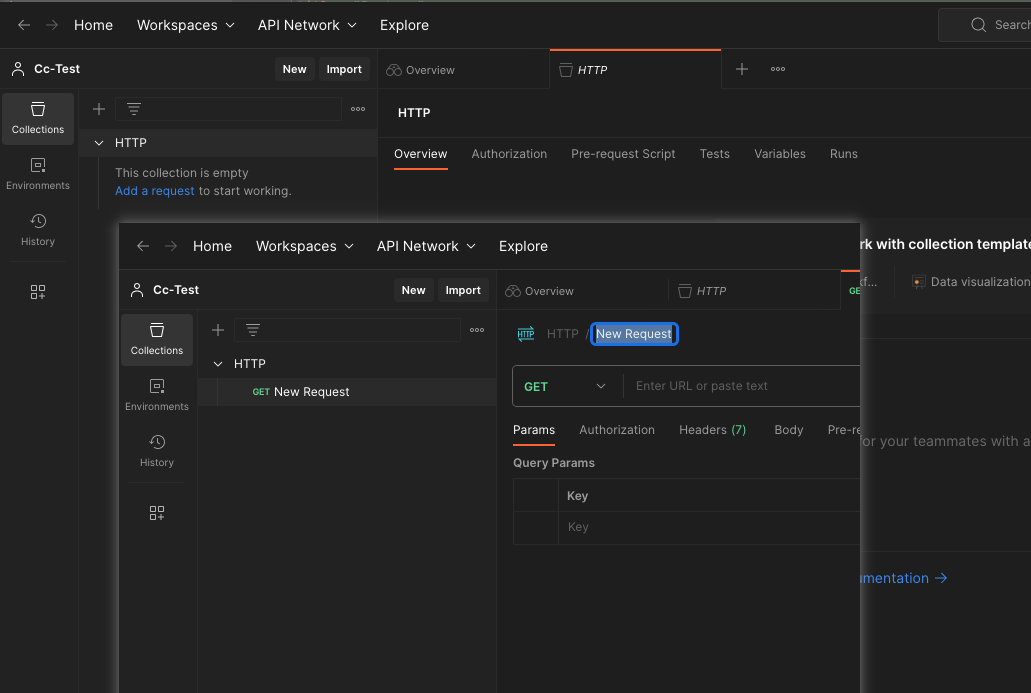 Home Workspaces API Network Explore Search
Cc-Test New Import Overview HTTP
Collections
HTTP
HTTP
Overview Authorization Pre-request Script Tests Variables Runs
This collection is empty
Add a request to start working.
Environments
History
rk with collection template
Data visualization
for your teammates with a
umentation →
Home Workspaces API Network Explore
Cc-Test New Import Overview HTTP GE
Collections
HTTP
GET New Request
Environments
History
HTTP HTTP / New Request
GET Enter URL or paste text
Params Authorization Headers (7) Body Pre-re
Query Params
Key
Key